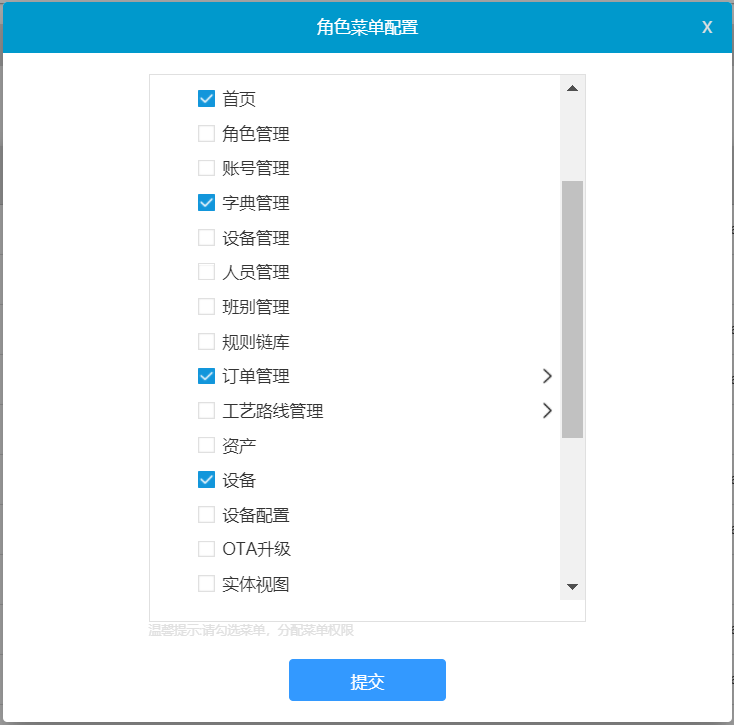 角色菜单配置
X
首页
角色管理
账号管理
字典管理
设备管理
人员管理
班别管理
规则链库
订单管理
工艺路线管理
资产
设备
设备配置
OTA升级
实体视图
温馨提示:请勾选菜单，分配菜单权限
提交